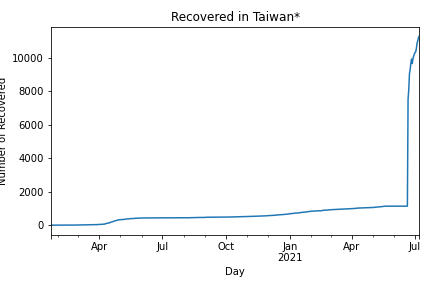 Recovered in Taiwan*
Number of Recovered
10000
8000
6000
4000
2000
0
Apr
Jul
Oct
Jan
2021
Apr
Jul
Day